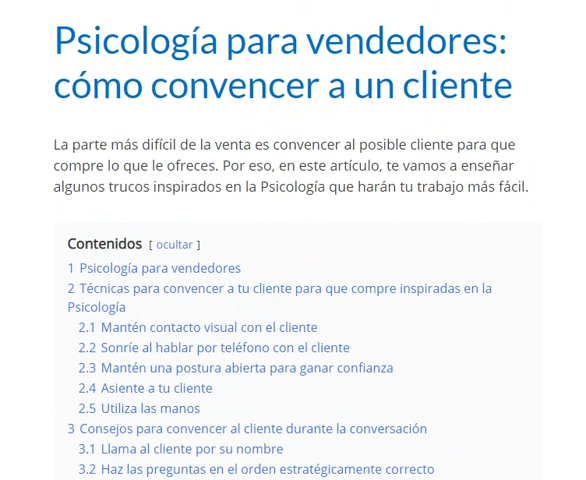 Psicología para vendedores:
cómo convencer a un cliente
La parte más difícil de la venta es convencer al posible cliente para que
compre lo que le ofreces. Por eso, en este artículo, te vamos a enseñar
algunos trucos inspirados en la Psicología que harán tu trabajo más fácil.
Contenidos [ ocultar ]
1 Psicología para vendedores
2 Técnicas para convencer a tu cliente para que compre inspiradas en la
Psicología
2.1 Mantén contacto visual con el cliente
2.2 Sonríe al hablar por teléfono con el cliente
2.3 Mantén una postura abierta para ganar confianza
2.4 Asiente a tu cliente
2.5 Utiliza las manos
3 Consejos para convencer al cliente durante la conversación
3.1 Llama al cliente por su nombre
3.2 Haz las preguntas en el orden estratégicamente correcto